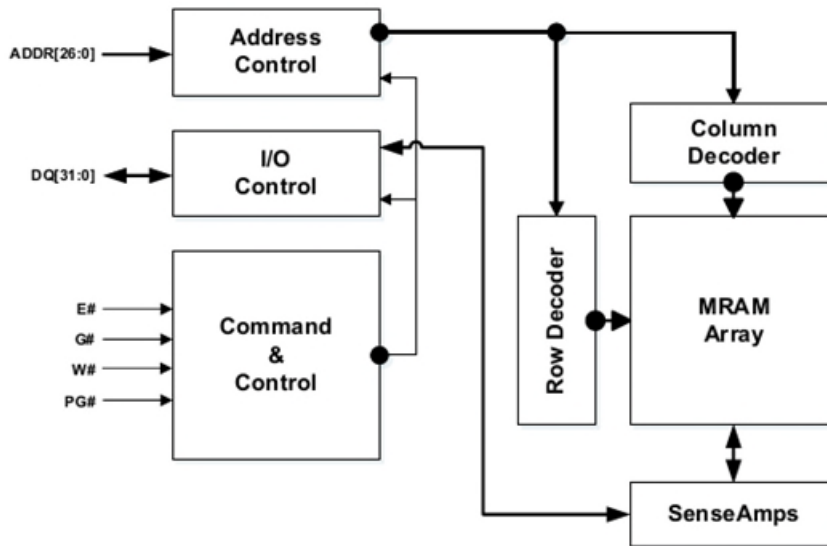 ADDR[26:0]
Address
Control
DQ[31:0]
I/O
Control
Column
Decoder
E#
G#
W#
PG#
Command
&
Control
Row Decoder
MRAM
Array
SenseAmps